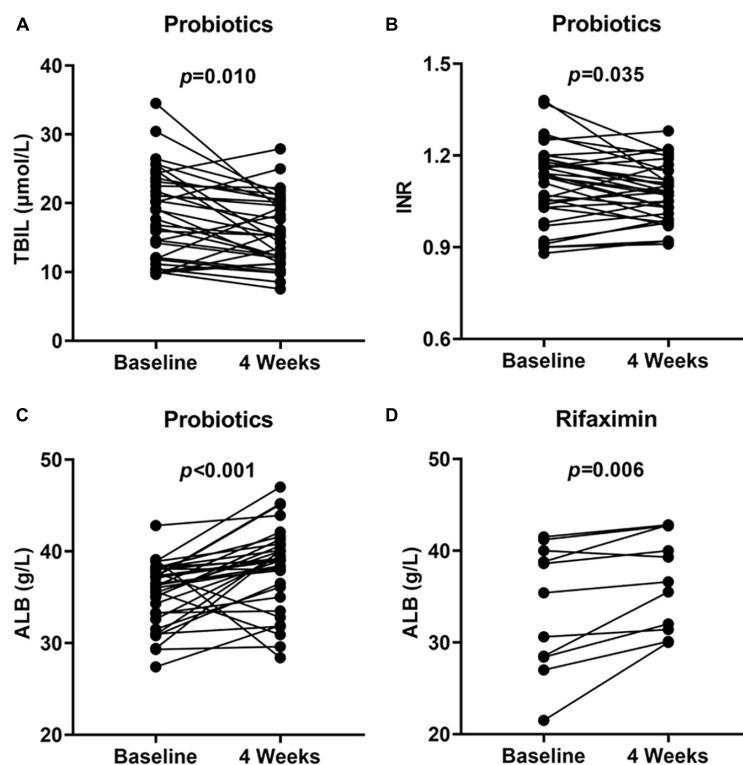 A
Probiotics
p=0.010
TBIL (μmol/L)
40
30
20
10
0
Baseline
4 Weeks
B
Probiotics
p=0.035
INR
1.5
1.2
0.9
0.6
Baseline
4 Weeks
C
Probiotics
p<0.001
ALB (g/L)
50
40
30
20
Baseline
4 Weeks
D
Rifaximin
p=0.006
ALB (g/L)
50
40
30
20
Baseline
4 Weeks